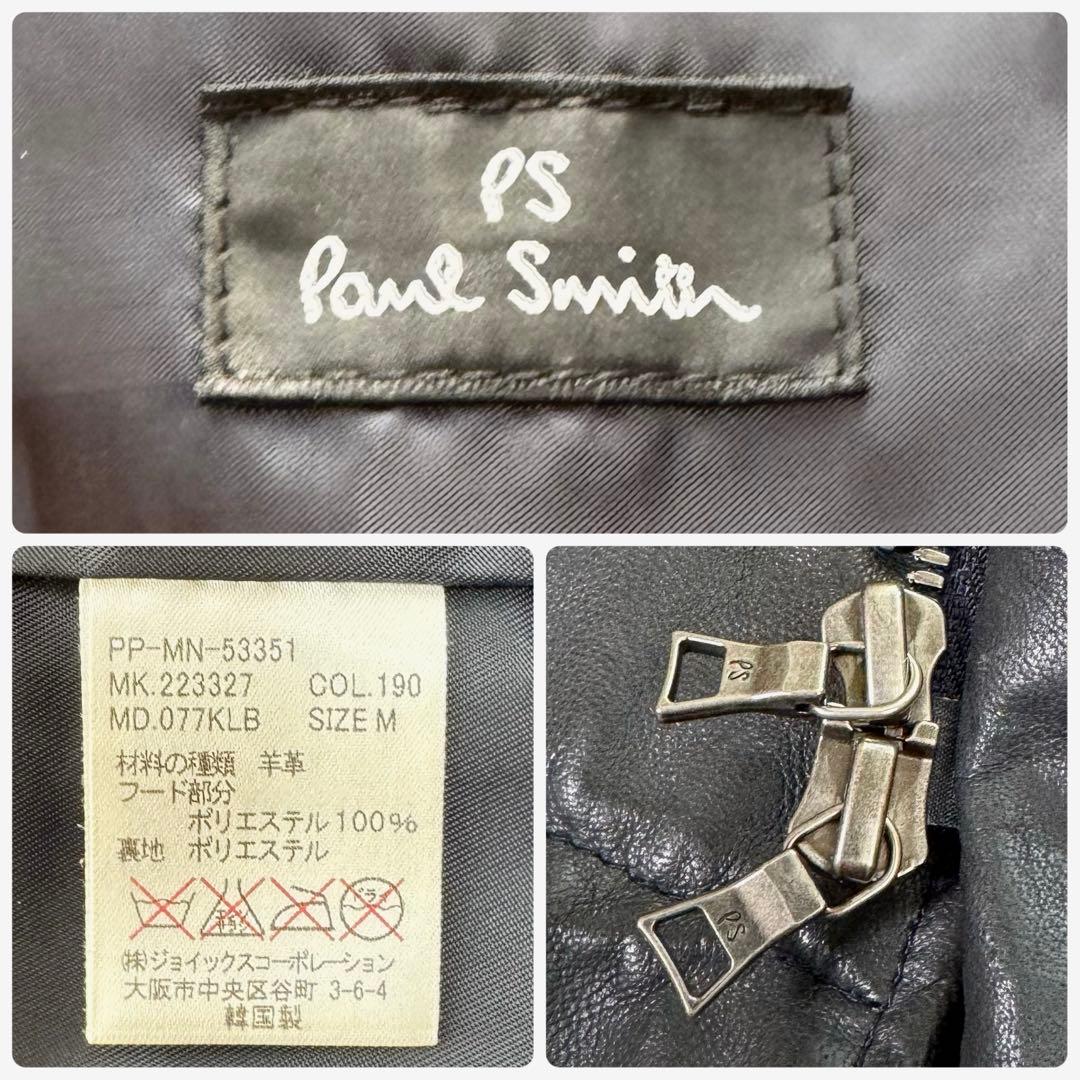 PS
Paul Smith
PP-MN-53351
MK.223327 COL.190
MD.077KLB SIZE M
材料の種類 羊革
フード部分
ポリエステル100%
裏地 ポリエステル
ドライ
(株)ジョイックスコーポレーション
大阪市中央区谷町 3-6-4
韓国製
PS
PS